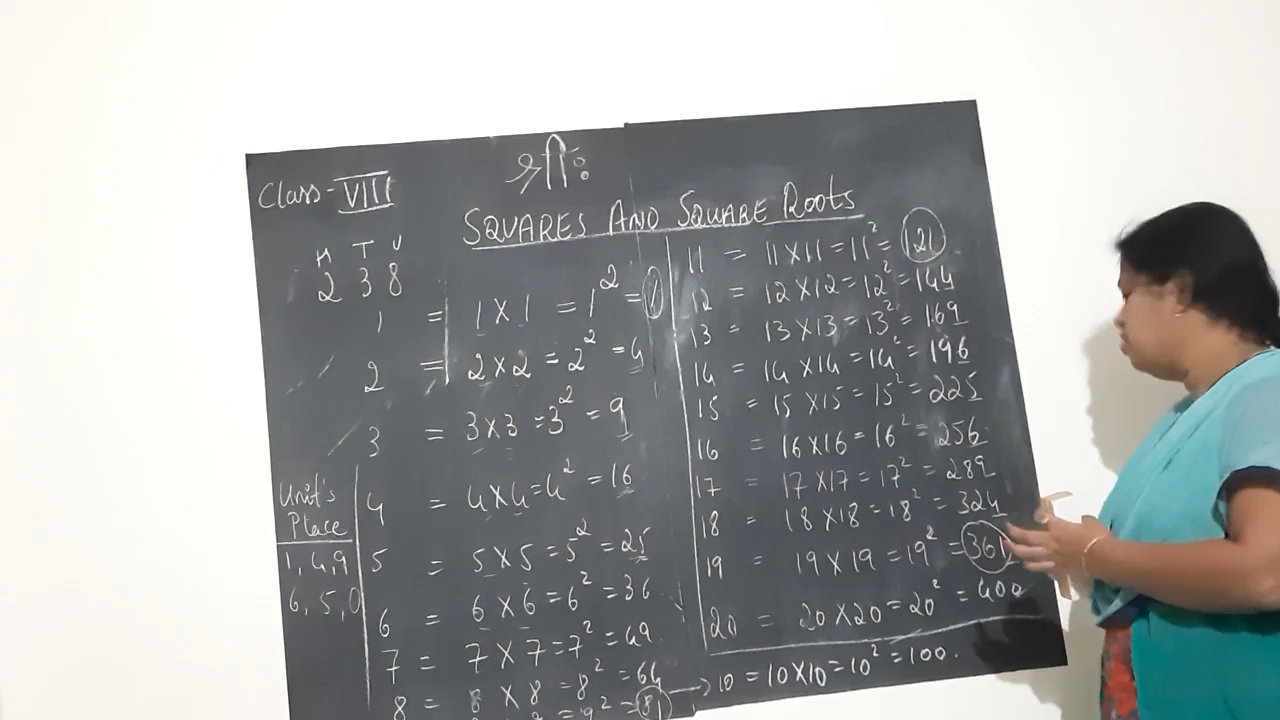 श्री:
Class-VIII
SQUARES AND SQUARE ROOTS
H T U
2 3 8
1 = 1 X 1 = 1² = 1
2 = 2 X 2 = 2² = 4
3 = 3 X 3 = 3² = 9
4 = 4 X 4 = 4² = 16
5 = 5 X 5 = 5² = 25
6 = 6 X 6 = 6² = 36
7 = 7 X 7 = 7² = 49
8 = 8 X 8 = 8² = 64
9² = 81
Unit's
Place
1, 4, 9
6, 5, 0
11 = 11 X 11 = 11² = 121
12 = 12 X 12 = 12² = 144
13 = 13 X 13 = 13² = 169
14 = 14 X 14 = 14² = 196
15 = 15 X 15 = 15² = 225
16 = 16 X 16 = 16² = 256
17 = 17 X 17 = 17² = 289
18 = 18 X 18 = 18² = 324
19 = 19 X 19 = 19² = 361
20 = 20 X 20 = 20² = 400
→ 10 = 10 X 10 = 10² = 100.